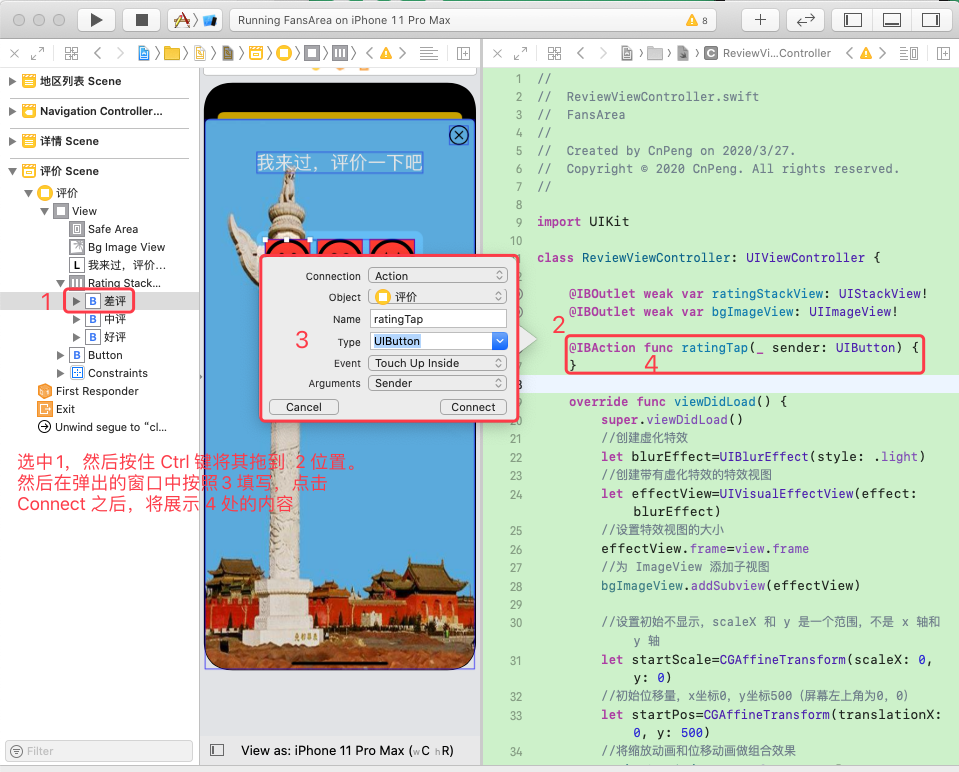 Running FansArea on iPhone 11 Pro Max
8
ReviewVi...Controller
地区列表 Scene
Navigation Controller...
详情 Scene
评价 Scene
评价
View
Safe Area
Bg Image View
L 我来过，评价...
Rating Stack...
1
B 差评
B 中评
B 好评
B Button
Constraints
First Responder
Exit
Unwind segue to “cl...
选中 1，然后按住 Ctrl 键将其拖到 2 位置。
然后在弹出的窗口中按照 3 填写，点击
Connect 之后，将展示 4 处的内容
Filter
我来过，评价一下吧
Connection Action
Object 评价
Name ratingTap
3
Type UIButton
Event Touch Up Inside
Arguments Sender
Cancel Connect
View as: iPhone 11 Pro Max (wC hR)
1 //
2 // ReviewViewController.swift
3 // FansArea
4 //
5 // Created by CnPeng on 2020/3/27.
6 // Copyright © 2020 CnPeng. All rights reserved.
7 //
8
9 import UIKit
10
class ReviewViewController: UIViewController {
@IBOutlet weak var ratingStackView: UIStackView!
@IBOutlet weak var bgImageView: UIImageView!
2
@IBAction func ratingTap(_ sender: UIButton) {
4
}
override func viewDidLoad() {
20 super.viewDidLoad()
21 //创建虚化特效
22 let blurEffect=UIBlurEffect(style: .light)
23 //创建带有虚化特效的特效视图
24 let effectView=UIVisualEffectView(effect:
blurEffect)
25 //设置特效视图的大小
26 effectView.frame=view.frame
27 //为 ImageView 添加子视图
28 bgImageView.addSubview(effectView)
29
30 //设置初始不显示，scaleX 和 y 是一个范围，不是 x 轴和
y 轴
31 let startScale=CGAffineTransform(scaleX: 0,
y: 0)
32 //初始位移量，x坐标0，y坐标500（屏幕左上角为0，0）
33 let startPos=CGAffineTransform(translationX:
0, y: 500)
34 //将缩放动画和位移动画做组合效果